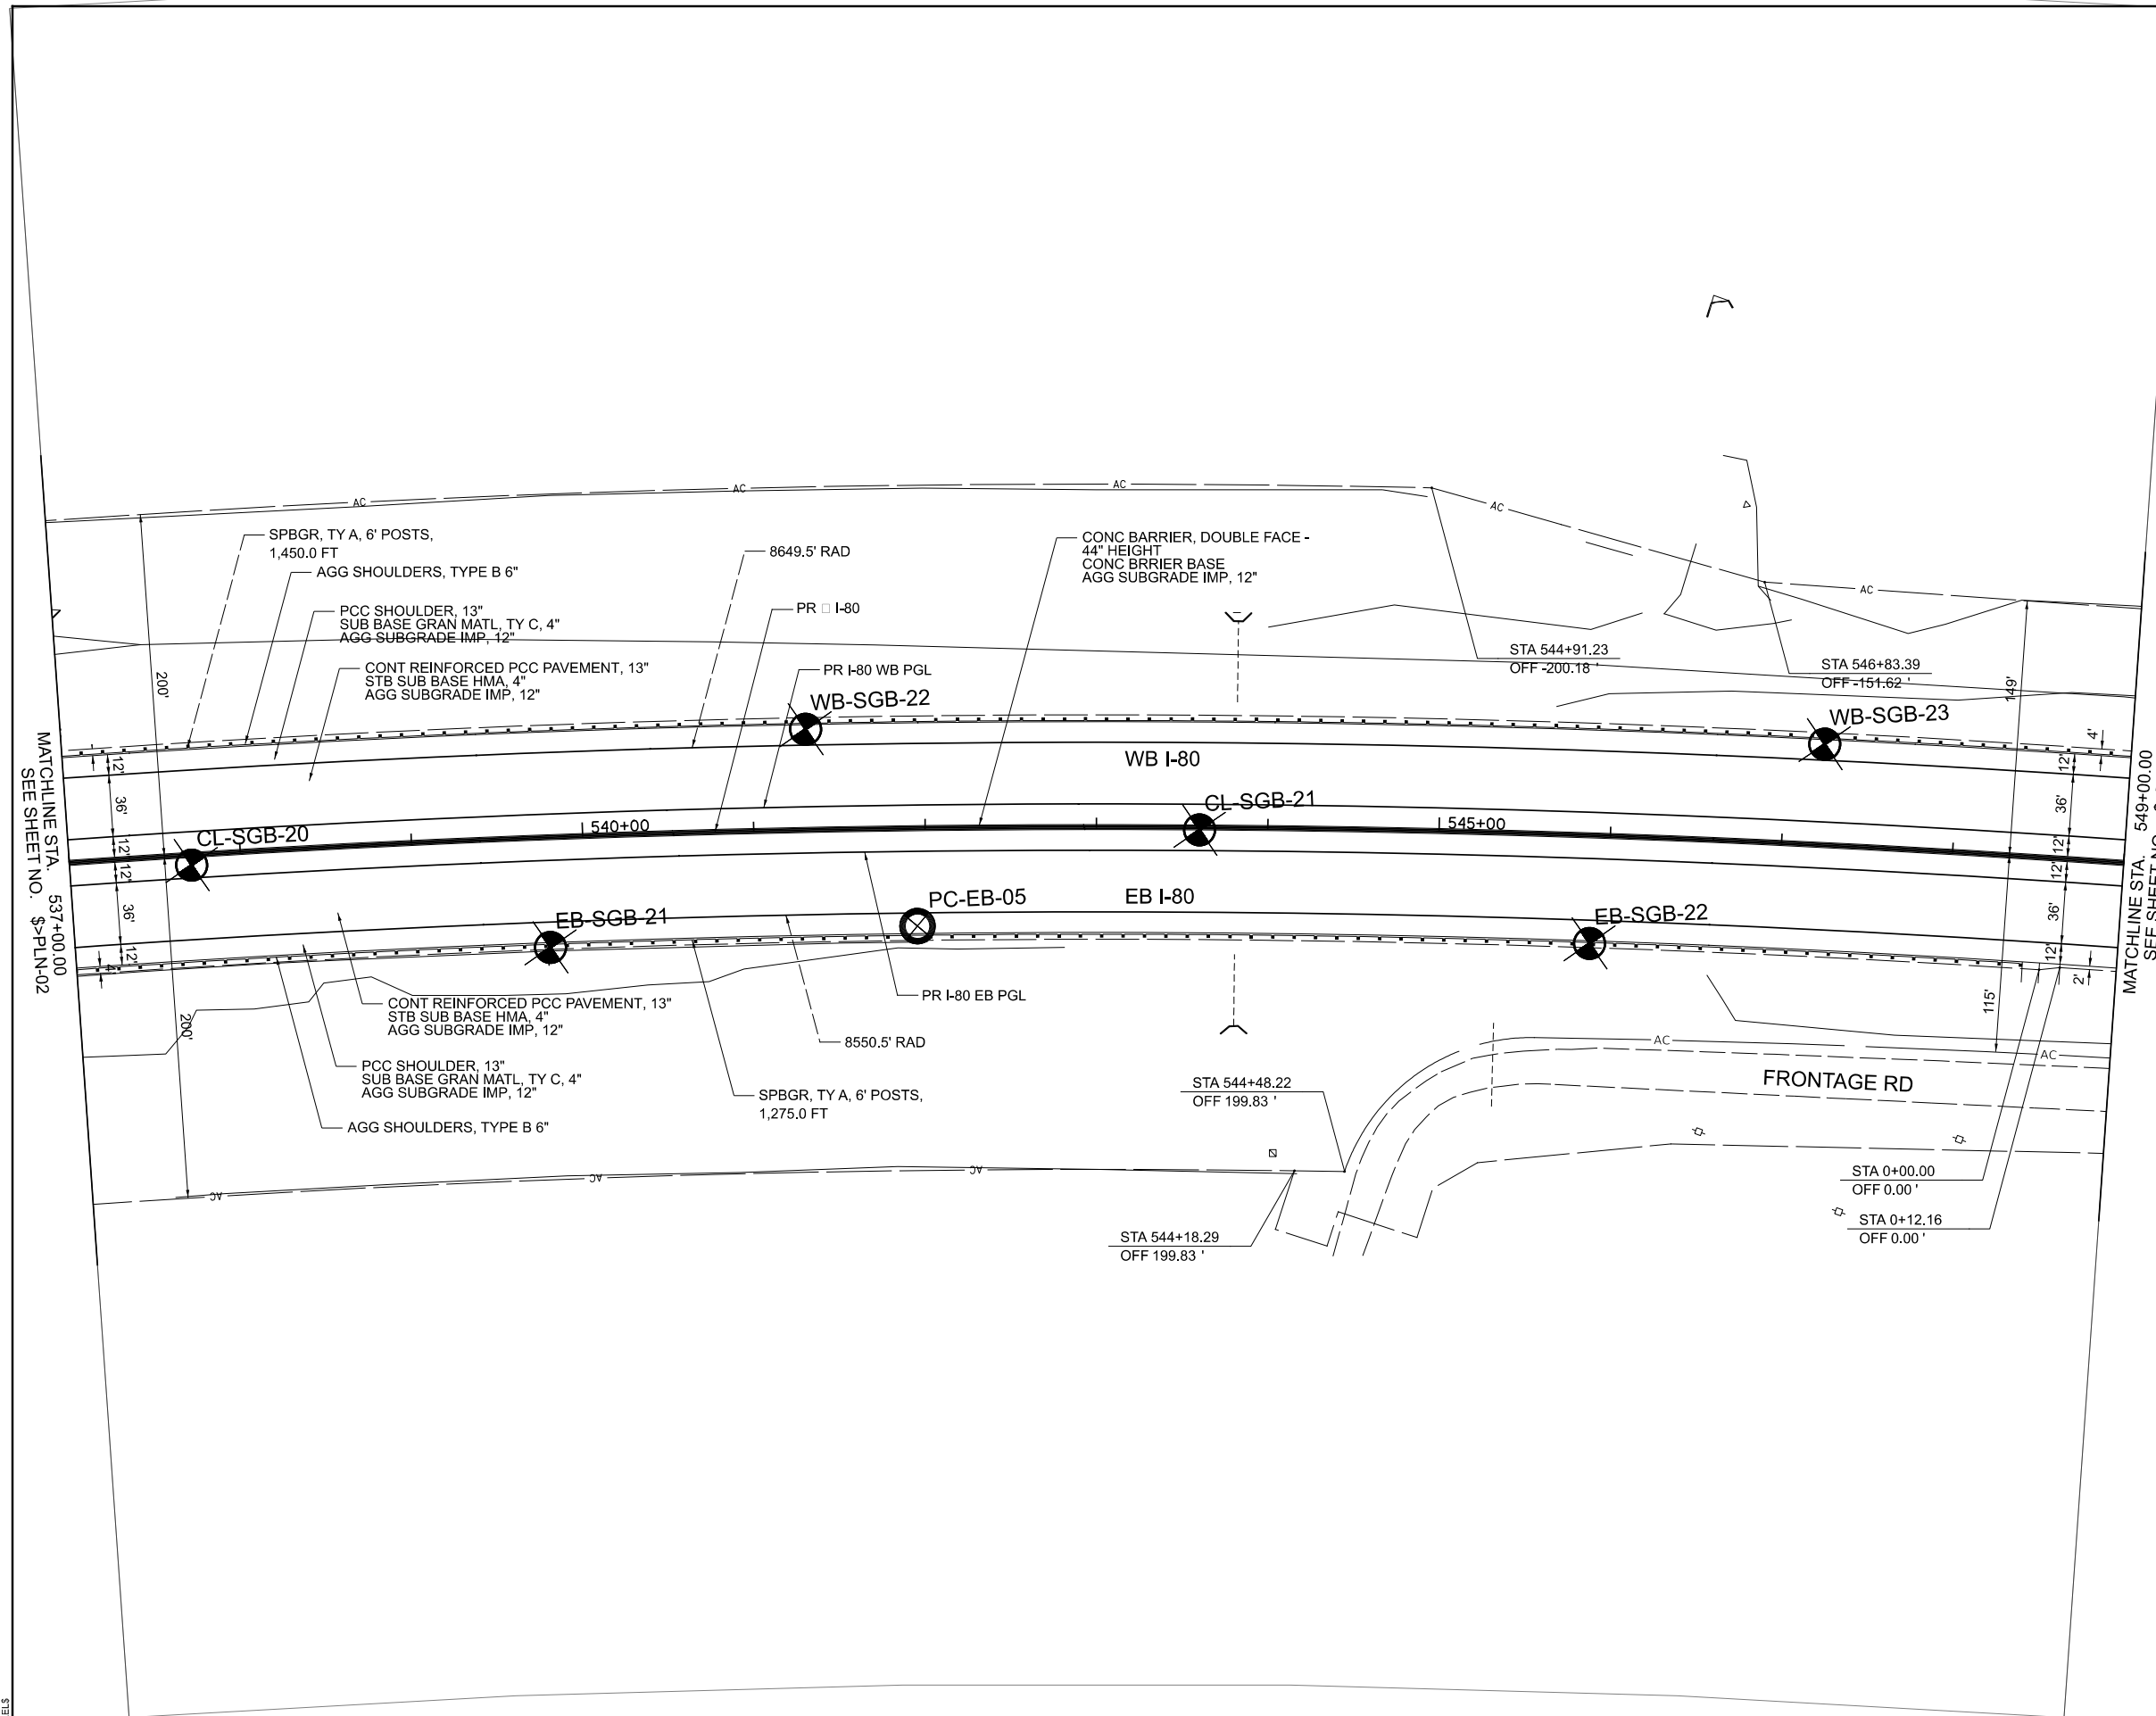 AC
AC
AC
AC
AC
SPBGR, TY A, 6' POSTS,
1,450.0 FT
AGG SHOULDERS, TYPE B 6"
PCC SHOULDER, 13"
SUB BASE GRAN MATL, TY C, 4"
AGG SUBGRADE IMP, 12"
CONT REINFORCED PCC PAVEMENT, 13"
STB SUB BASE HMA, 4"
AGG SUBGRADE IMP, 12"
8649.5' RAD
PR □ I-80
PR I-80 WB PGL
CONC BARRIER, DOUBLE FACE -
44" HEIGHT
CONC BRRIER BASE
AGG SUBGRADE IMP, 12"
STA 544+91.23
OFF -200.18 '
STA 546+83.39
OFF -151.62 '
200'
149'
WB-SGB-22
WB-SGB-23
WB I-80
12'
36'
12'
12'
36'
12'
4'
4'
12'
36'
12'
12'
36'
12'
2'
CL-SGB-20
540+00
CL-SGB-21
545+00
MATCHLINE STA. 537+00.00
SEE SHEET NO. $>PLN-02
MATCHLINE STA. 549+00.00
SEE SHEET NO.
EB-SGB-21
PC-EB-05
EB I-80
EB-SGB-22
200'
115'
CONT REINFORCED PCC PAVEMENT, 13"
STB SUB BASE HMA, 4"
AGG SUBGRADE IMP, 12"
PR I-80 EB PGL
8550.5' RAD
PCC SHOULDER, 13"
SUB BASE GRAN MATL, TY C, 4"
AGG SUBGRADE IMP, 12"
SPBGR, TY A, 6' POSTS,
1,275.0 FT
AGG SHOULDERS, TYPE B 6"
AC
AC
FRONTAGE RD
STA 544+48.22
OFF 199.83 '
STA 0+00.00
OFF 0.00 '
STA 0+12.16
OFF 0.00 '
AC
AC
AC
STA 544+18.29
OFF 199.83 '